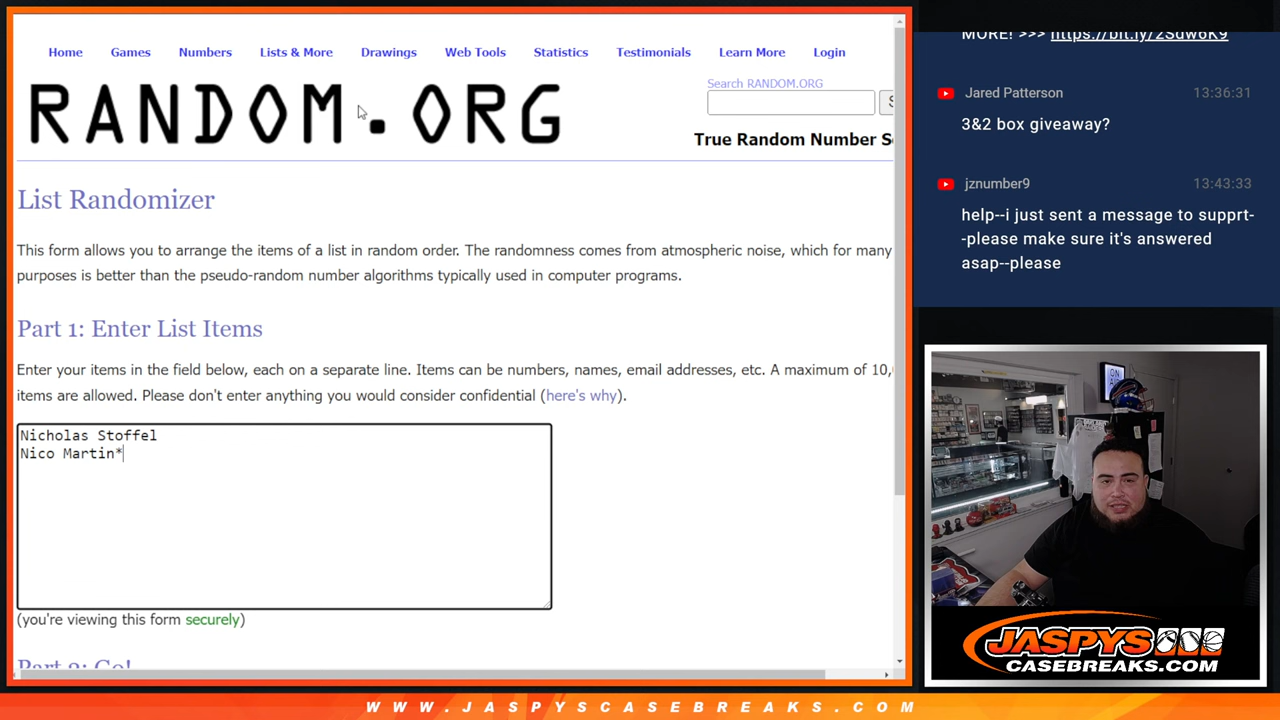 Home Games Numbers Lists & More Drawings Web Tools Statistics Testimonials Learn More Login
RANDOM.ORG
Search RANDOM.ORG
True Random Number
List Randomizer
This form allows you to arrange the items of a list in random order. The randomness comes from atmospheric noise, which for many
purposes is better than the pseudo-random number algorithms typically used in computer programs.
Part 1: Enter List Items
Enter your items in the field below, each on a separate line. Items can be numbers, names, email addresses, etc. A maximum of 10,
items are allowed. Please don't enter anything you would consider confidential (here's why).
Nicholas Stoffel
Nico Martin*
(you're viewing this form securely)
Part 2: Go!
MORE! >>> https://bit.ly/2Sdw6K9
Jared Patterson 13:36:31
3&2 box giveaway?
jznumber9 13:43:33
help--i just sent a message to supprt-
-please make sure it's answered
asap--please
ON
AIR
JASPYS
CASEBREAKS.COM
WWW.JASPYSCASEBREAKS.COM